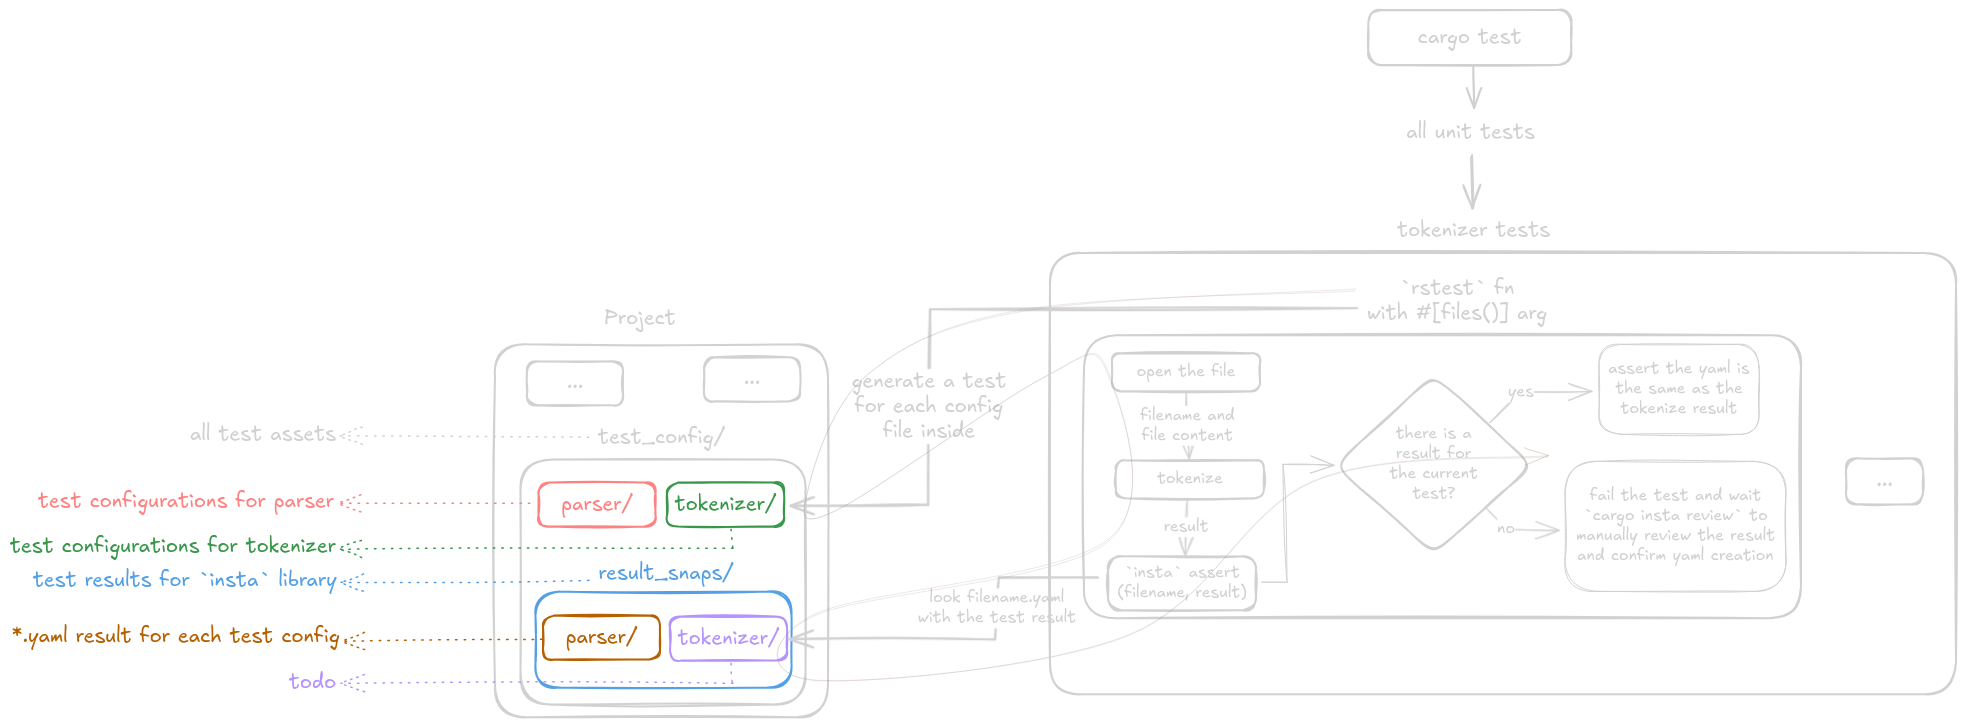 cargo test
all unit tests
tokenizer tests
`rstest` fn
with #[files()] arg
Project
...
...
generate a test
for each config
file inside
open the file
filename and
file content
tokenize
result
`insta` assert
(filename, result)
there is a
result for
the current
test?
yes
assert the yaml is
the same as the
tokenize result
no
fail the test and wait
`cargo insta review` to
manually review the result
and confirm yaml creation
...
all test assets
test_config/
test configurations for parser
parser/
tokenizer/
test configurations for tokenizer
test results for `insta` library
result_snaps/
look filename.yaml
with the test result
*.yaml result for each test config
parser/
tokenizer/
todo